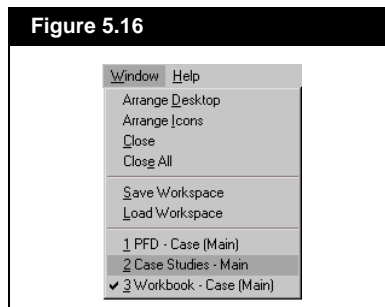 Figure 5.16
Window Help
Arrange Desktop
Arrange Icons
Close
Close All
Save Workspace
Load Workspace
1 PFD - Case (Main)
2 Case Studies - Main
✔ 3 Workbook - Case (Main)